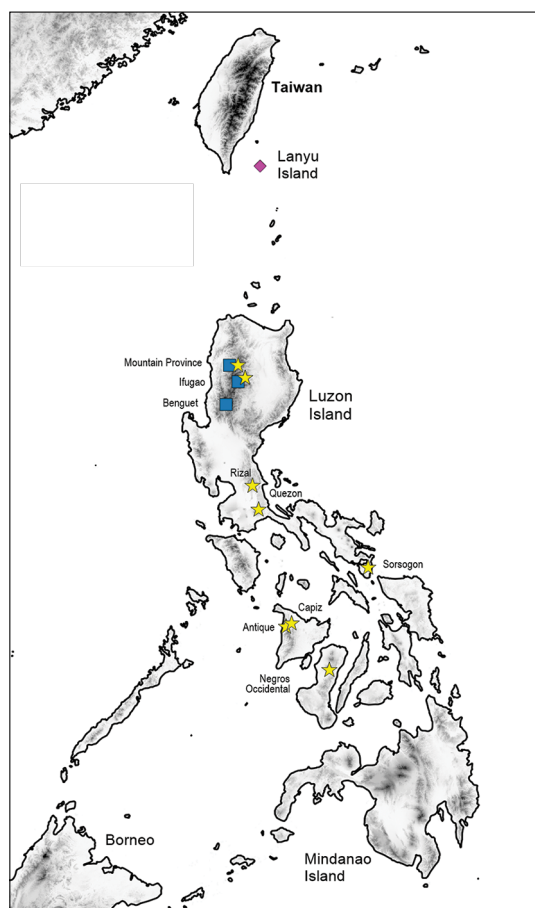 Taiwan
Lanyu
Island
Mountain Province
Ifugao
Benguet
Luzon
Island
Rizal
Quezon
Sorsogon
Capiz
Antique
Negros
Occidental
Borneo
Mindanao
Island